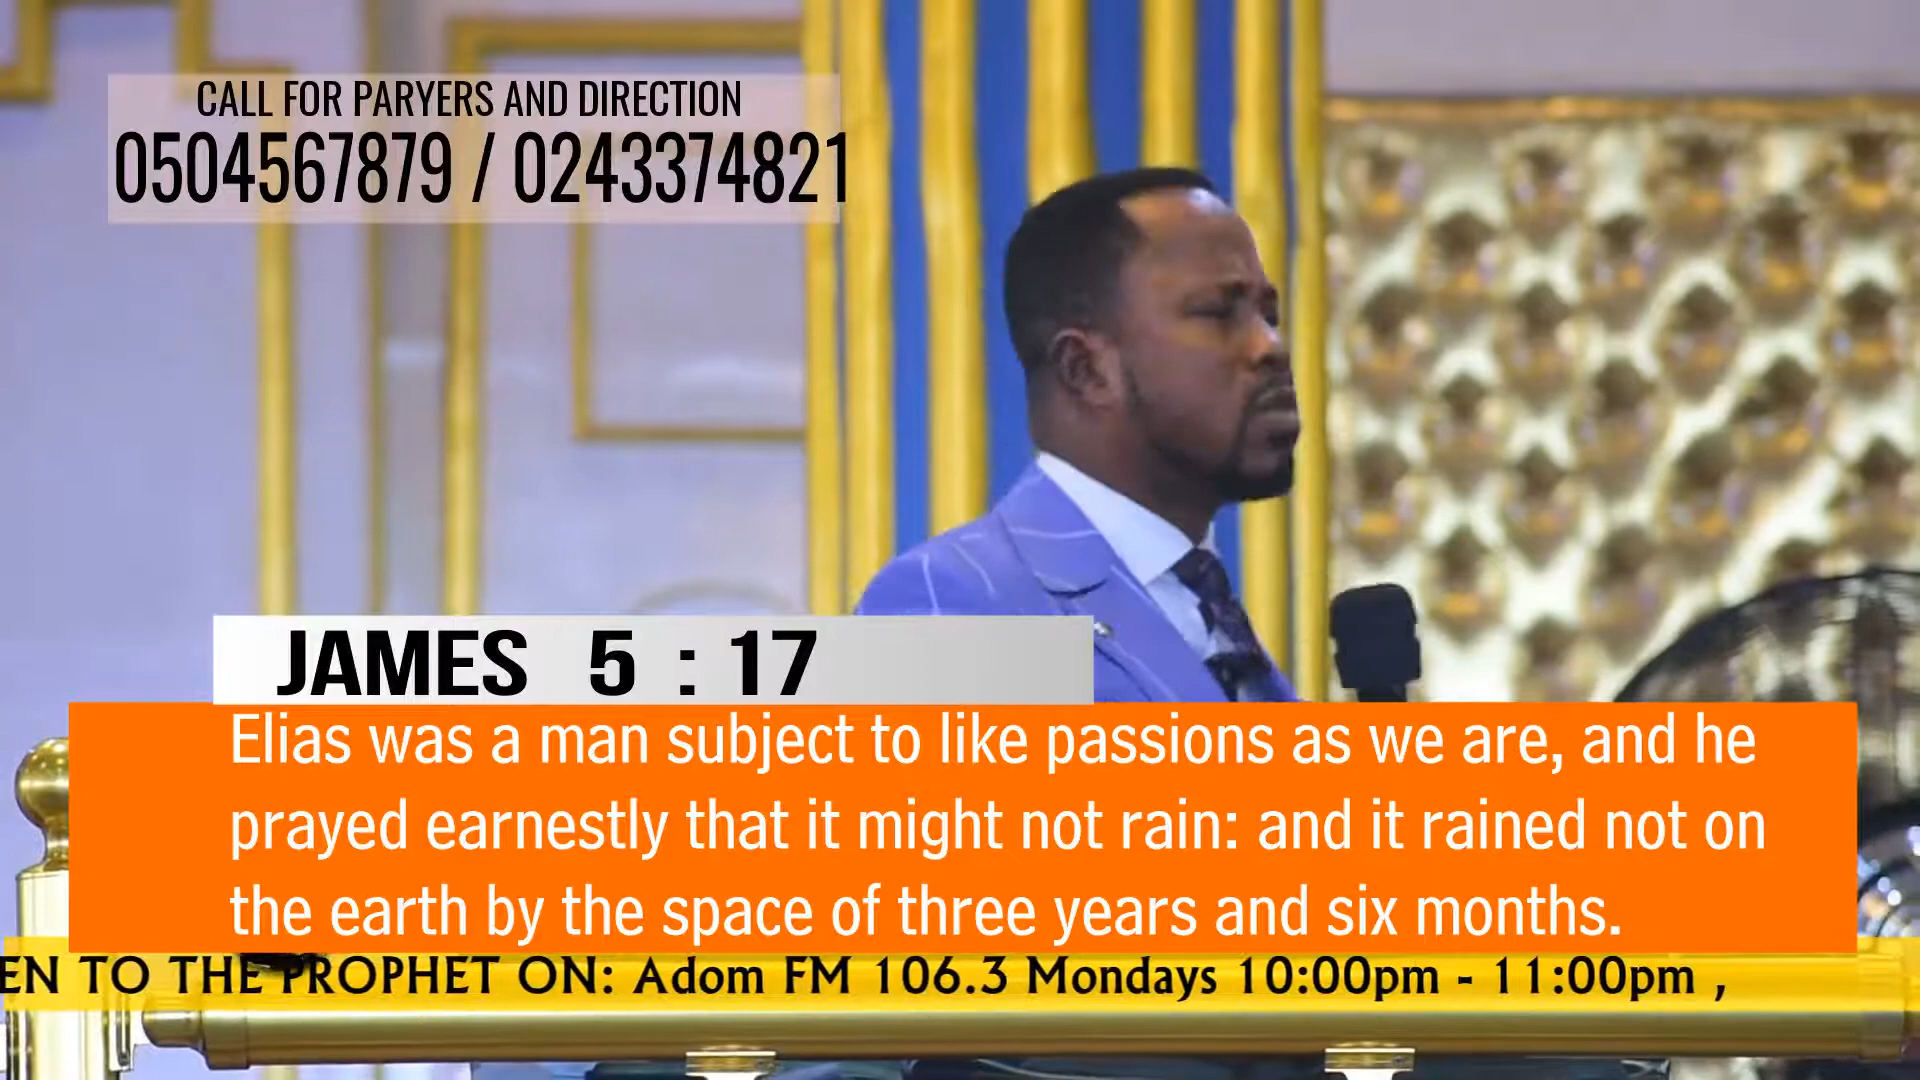 CALL FOR PARYERS AND DIRECTION
0504567879 / 0243374821
JAMES 5 : 17
Elias was a man subject to like passions as we are, and he
prayed earnestly that it might not rain: and it rained not on
the earth by the space of three years and six months.
EN TO THE PROPHET ON: Adom FM 106.3 Mondays 10:00pm - 11:00pm ,